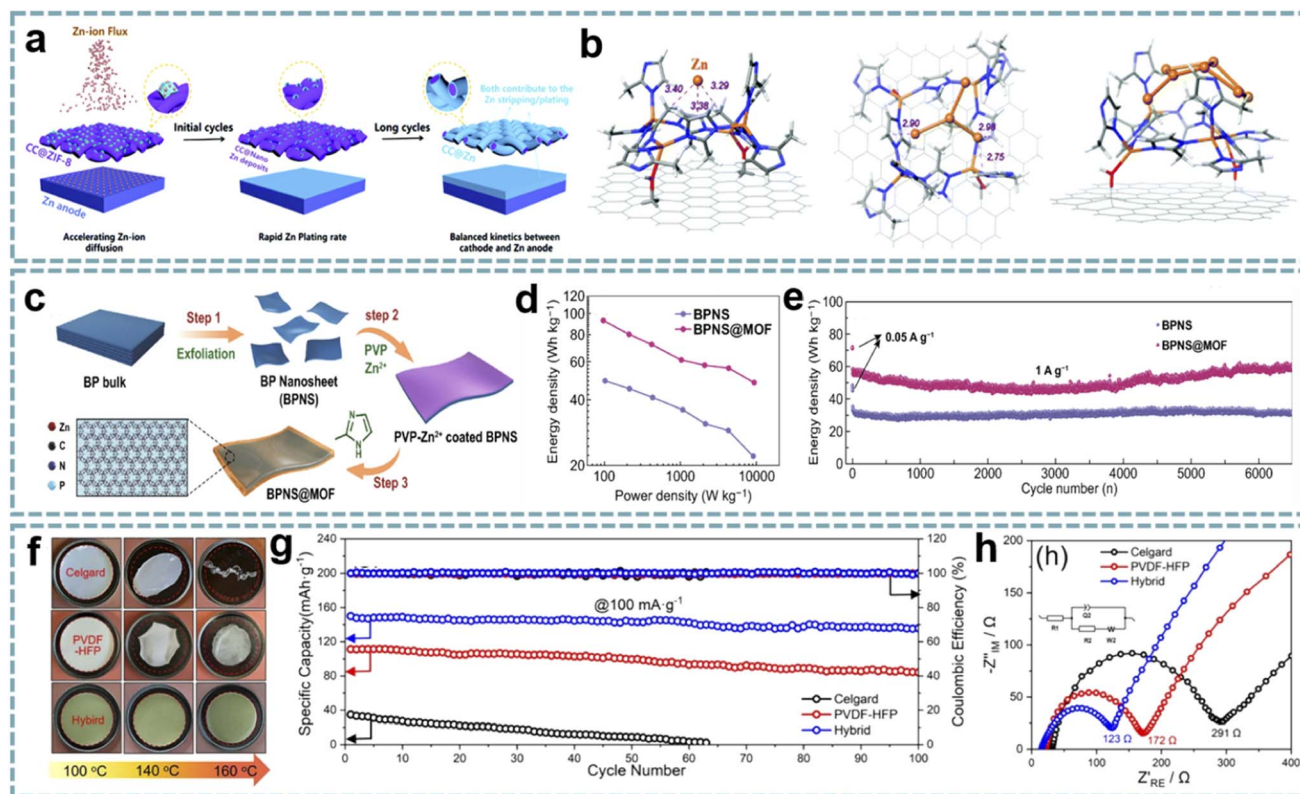 a
Zn-ion Flux
CC@ZIF-8
Initial cycles
CC@Nano
Zn deposits
Long cycles
Both contribute to the
Zn stripping/plating
CC@Zn
Zn anode
Accelerating Zn-ion
diffusion
Rapid Zn Plating rate
Balanced kinetics between
cathode and Zn anode
b
Zn
3.40
3.29
3.38
2.90
2.98
2.75
c
BP bulk
Step 1
Exfoliation
BP Nanosheet
(BPNS)
step 2
PVP
Zn²⁺
PVP-Zn²⁺ coated BPNS
N
N
H
Step 3
BPNS@MOF
Zn
C
N
P
d
Energy density (Wh kg⁻¹)
120
100
80
60
40
20
BPNS
BPNS@MOF
100
1000
10000
Power density (W kg⁻¹)
e
Energy density (Wh kg⁻¹)
100
80
60
40
20
0
0.05 A g⁻¹
1 A g⁻¹
BPNS
BPNS@MOF
0 1000 2000 3000 4000 5000 6000
Cycle number (n)
f
Celgard
PVDF
-HFP
Hybird
100 °C 140 °C 160 °C
g
Specific Capacity(mAh·g⁻¹)
240
200
160
120
80
40
0
@100 mA·g⁻¹
Celgard
PVDF-HFP
Hybrid
0 10 20 30 40 50 60 70 80 90 100
Cycle Number
120
100
80
60
40
20
0
Coulombic Efficiency (%)
h
(h)
Celgard
PVDF-HFP
Hybrid
R1
Q2
R2
W
W2
-Z''IM / Ω
200
150
100
50
0
123 Ω
172 Ω
291 Ω
0 100 200 300 400
Z'RE / Ω